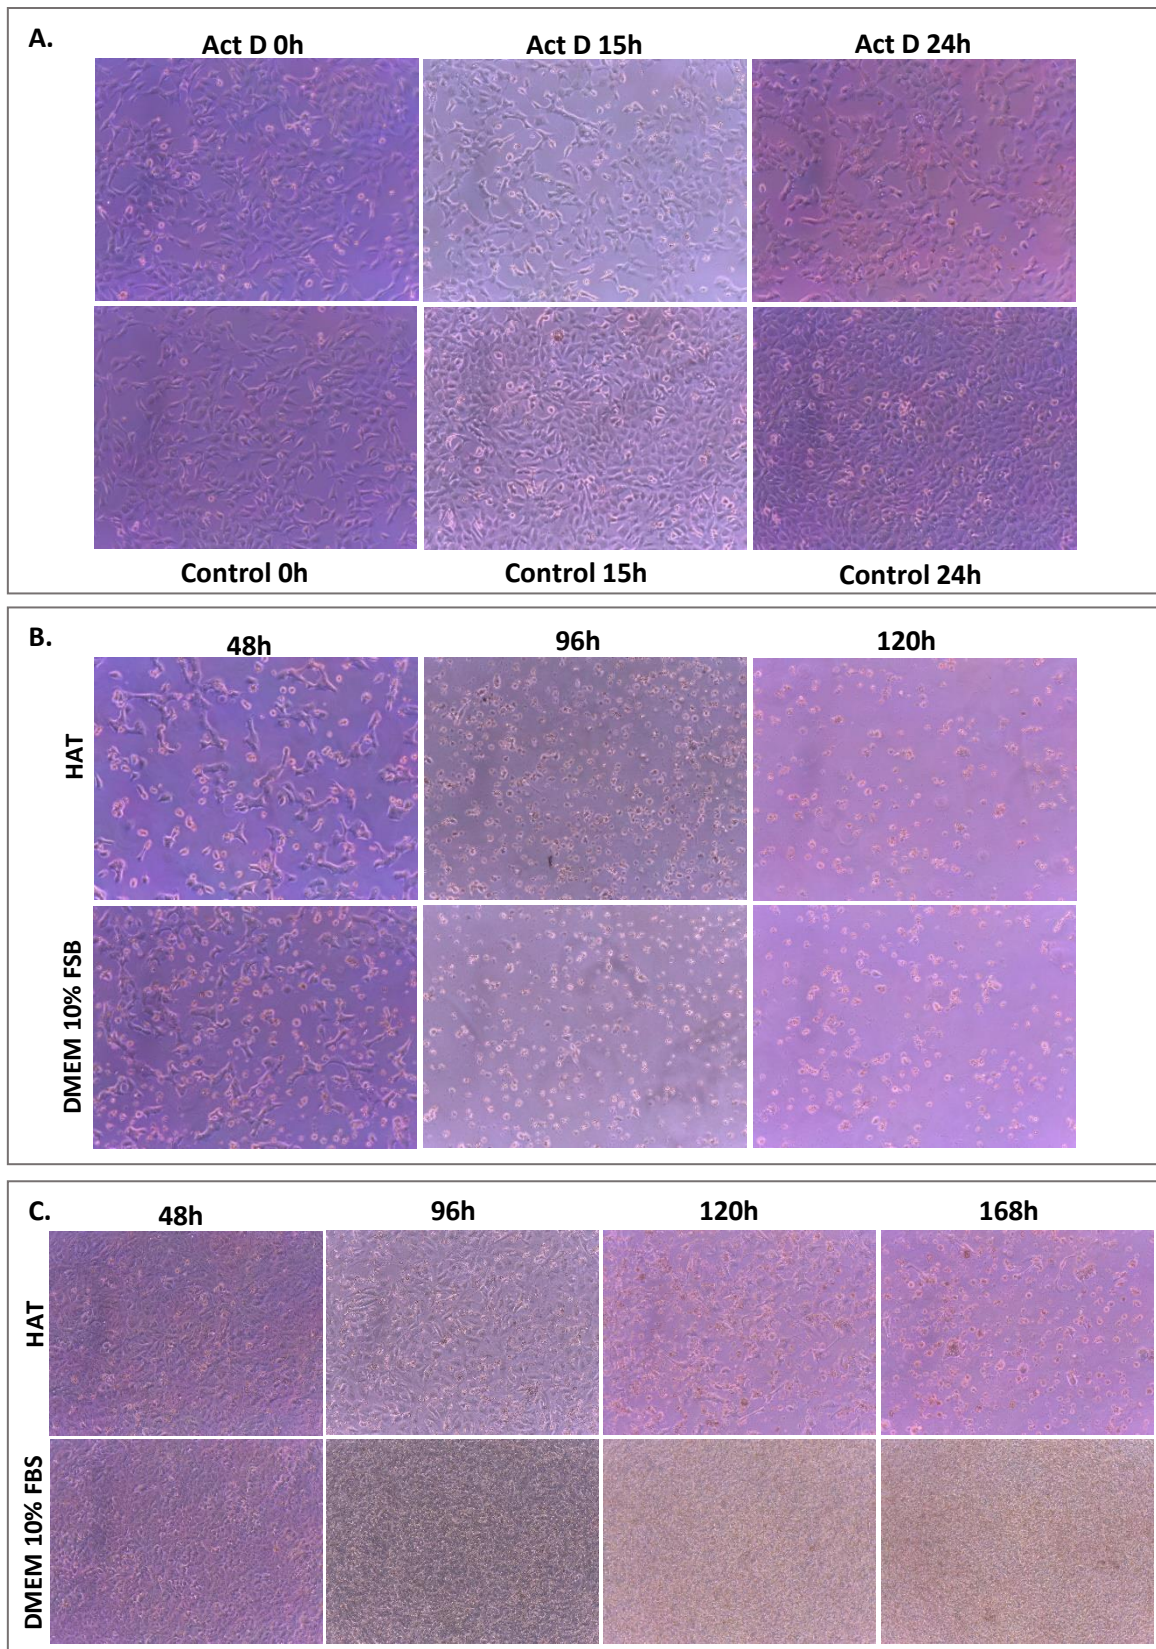 A.
Act D 0h
Act D 15h
Act D 24h
Control 0h
Control 15h
Control 24h
B.
48h
96h
120h
HAT
DMEM 10% FSB
C.
48h
96h
120h
168h
HAT
DMEM 10% FBS